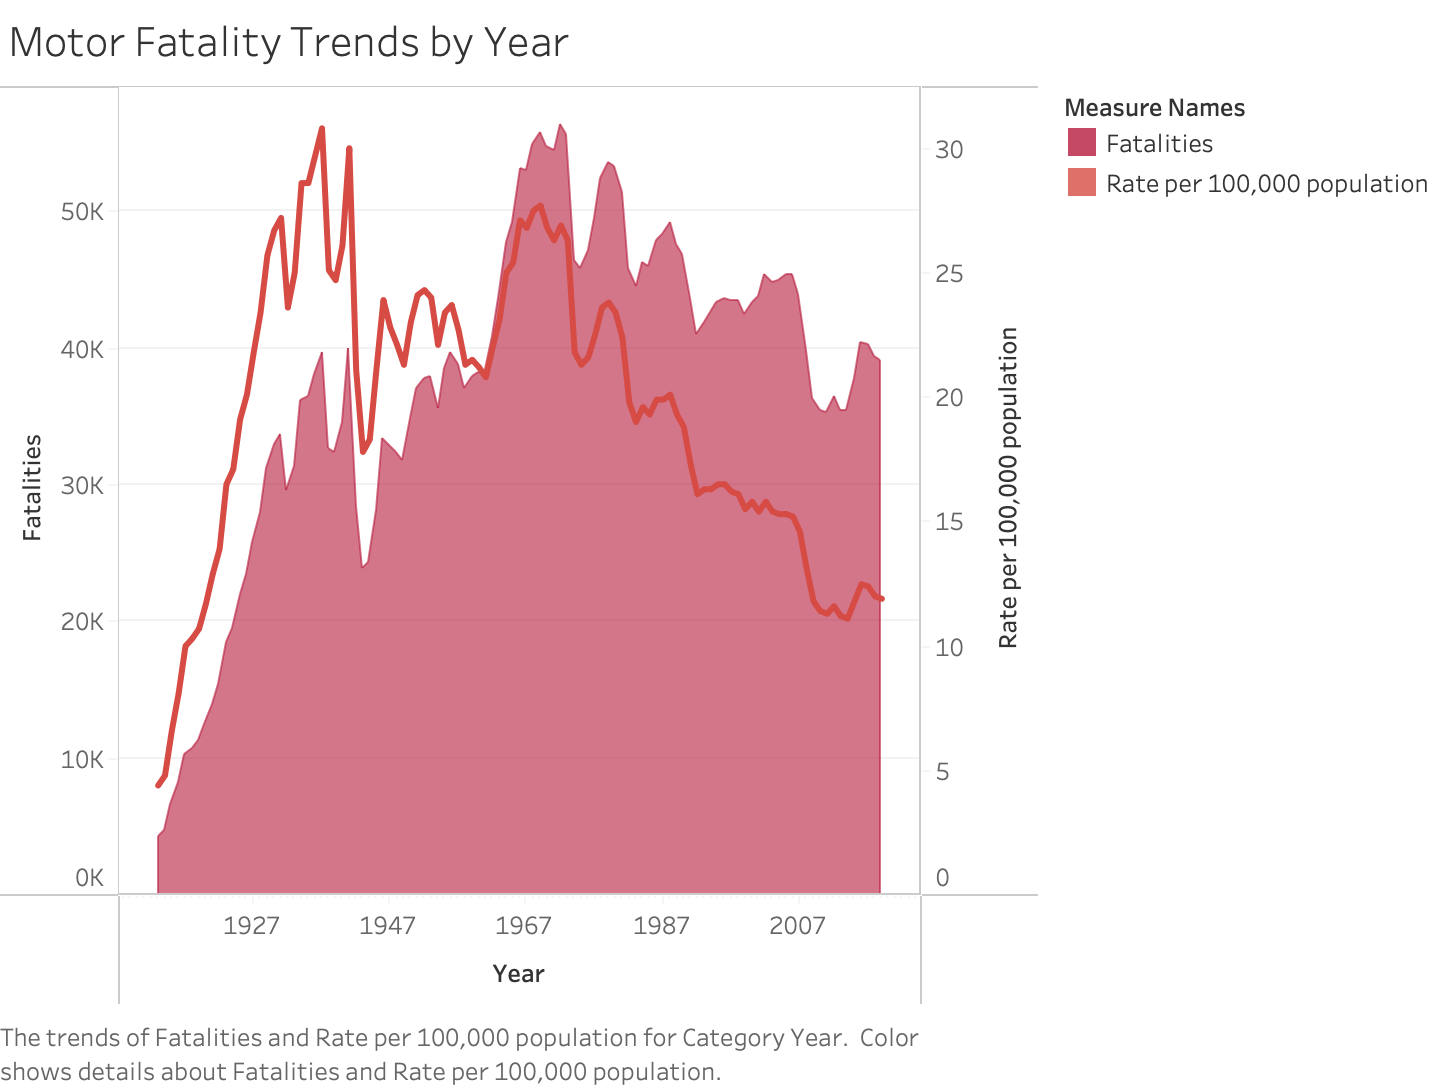 Motor Fatality Trends by Year
Measure Names
Fatalities
Rate per 100,000 population
Fatalities
50K
40K
30K
20K
10K
0K
30
25
20
15
10
5
0
Rate per 100,000 population
1927 1947 1967 1987 2007
Year
The trends of Fatalities and Rate per 100,000 population for Category Year. Color
shows details about Fatalities and Rate per 100,000 population.